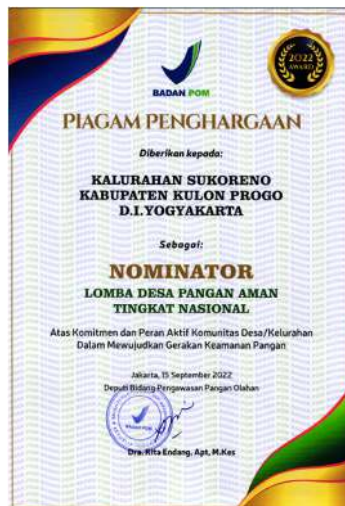 2022
AWARD
BADAN POM
PIAGAM PENGHARGAAN
Diberikan kepada:
KALURAHAN SUKORENO
KABUPATEN KULON PROGO
D.I.YOGYAKARTA
Sebagai:
NOMINATOR
LOMBA DESA PANGAN AMAN
TINGKAT NASIONAL
Atas Komitmen dan Peran Aktif Komunitas Desa/Kelurahan
Dalam Mewujudkan Gerakan Keamanan Pangan
Jakarta, 15 September 2022
Deputi Bidang Pengawasan Pangan Olahan
BADAN POM
Dra. Rita Endang, Apt, M.Kes